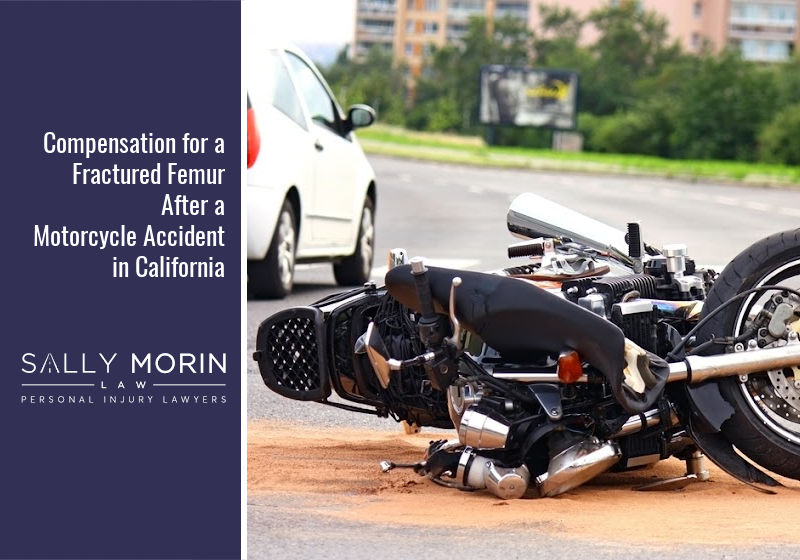 Compensation for a
Fractured Femur
After a
Motorcycle Accident
in California
SALLY MORIN
LAW
PERSONAL INJURY LAWYERS